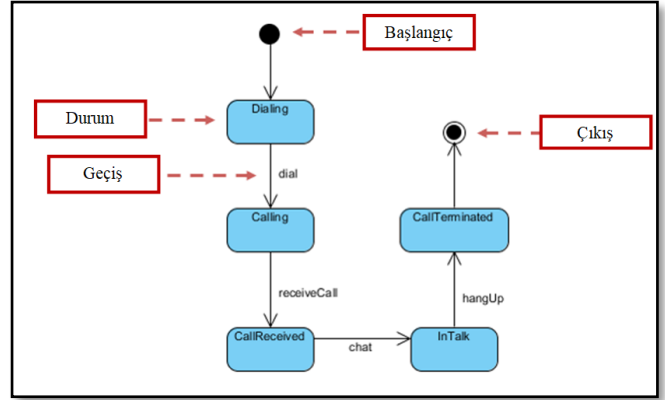 Başlangıç
Dialing
Durum
Çıkış
Geçiş
dial
Calling
CallTerminated
receiveCall
hangUp
CallReceived
chat
InTalk